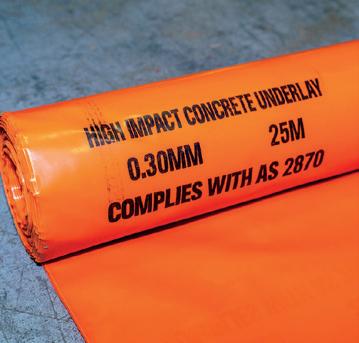 HIGH IMPACT CONCRETE UNDERLAY
0.30MM 25M
COMPLIES WITH AS 2870